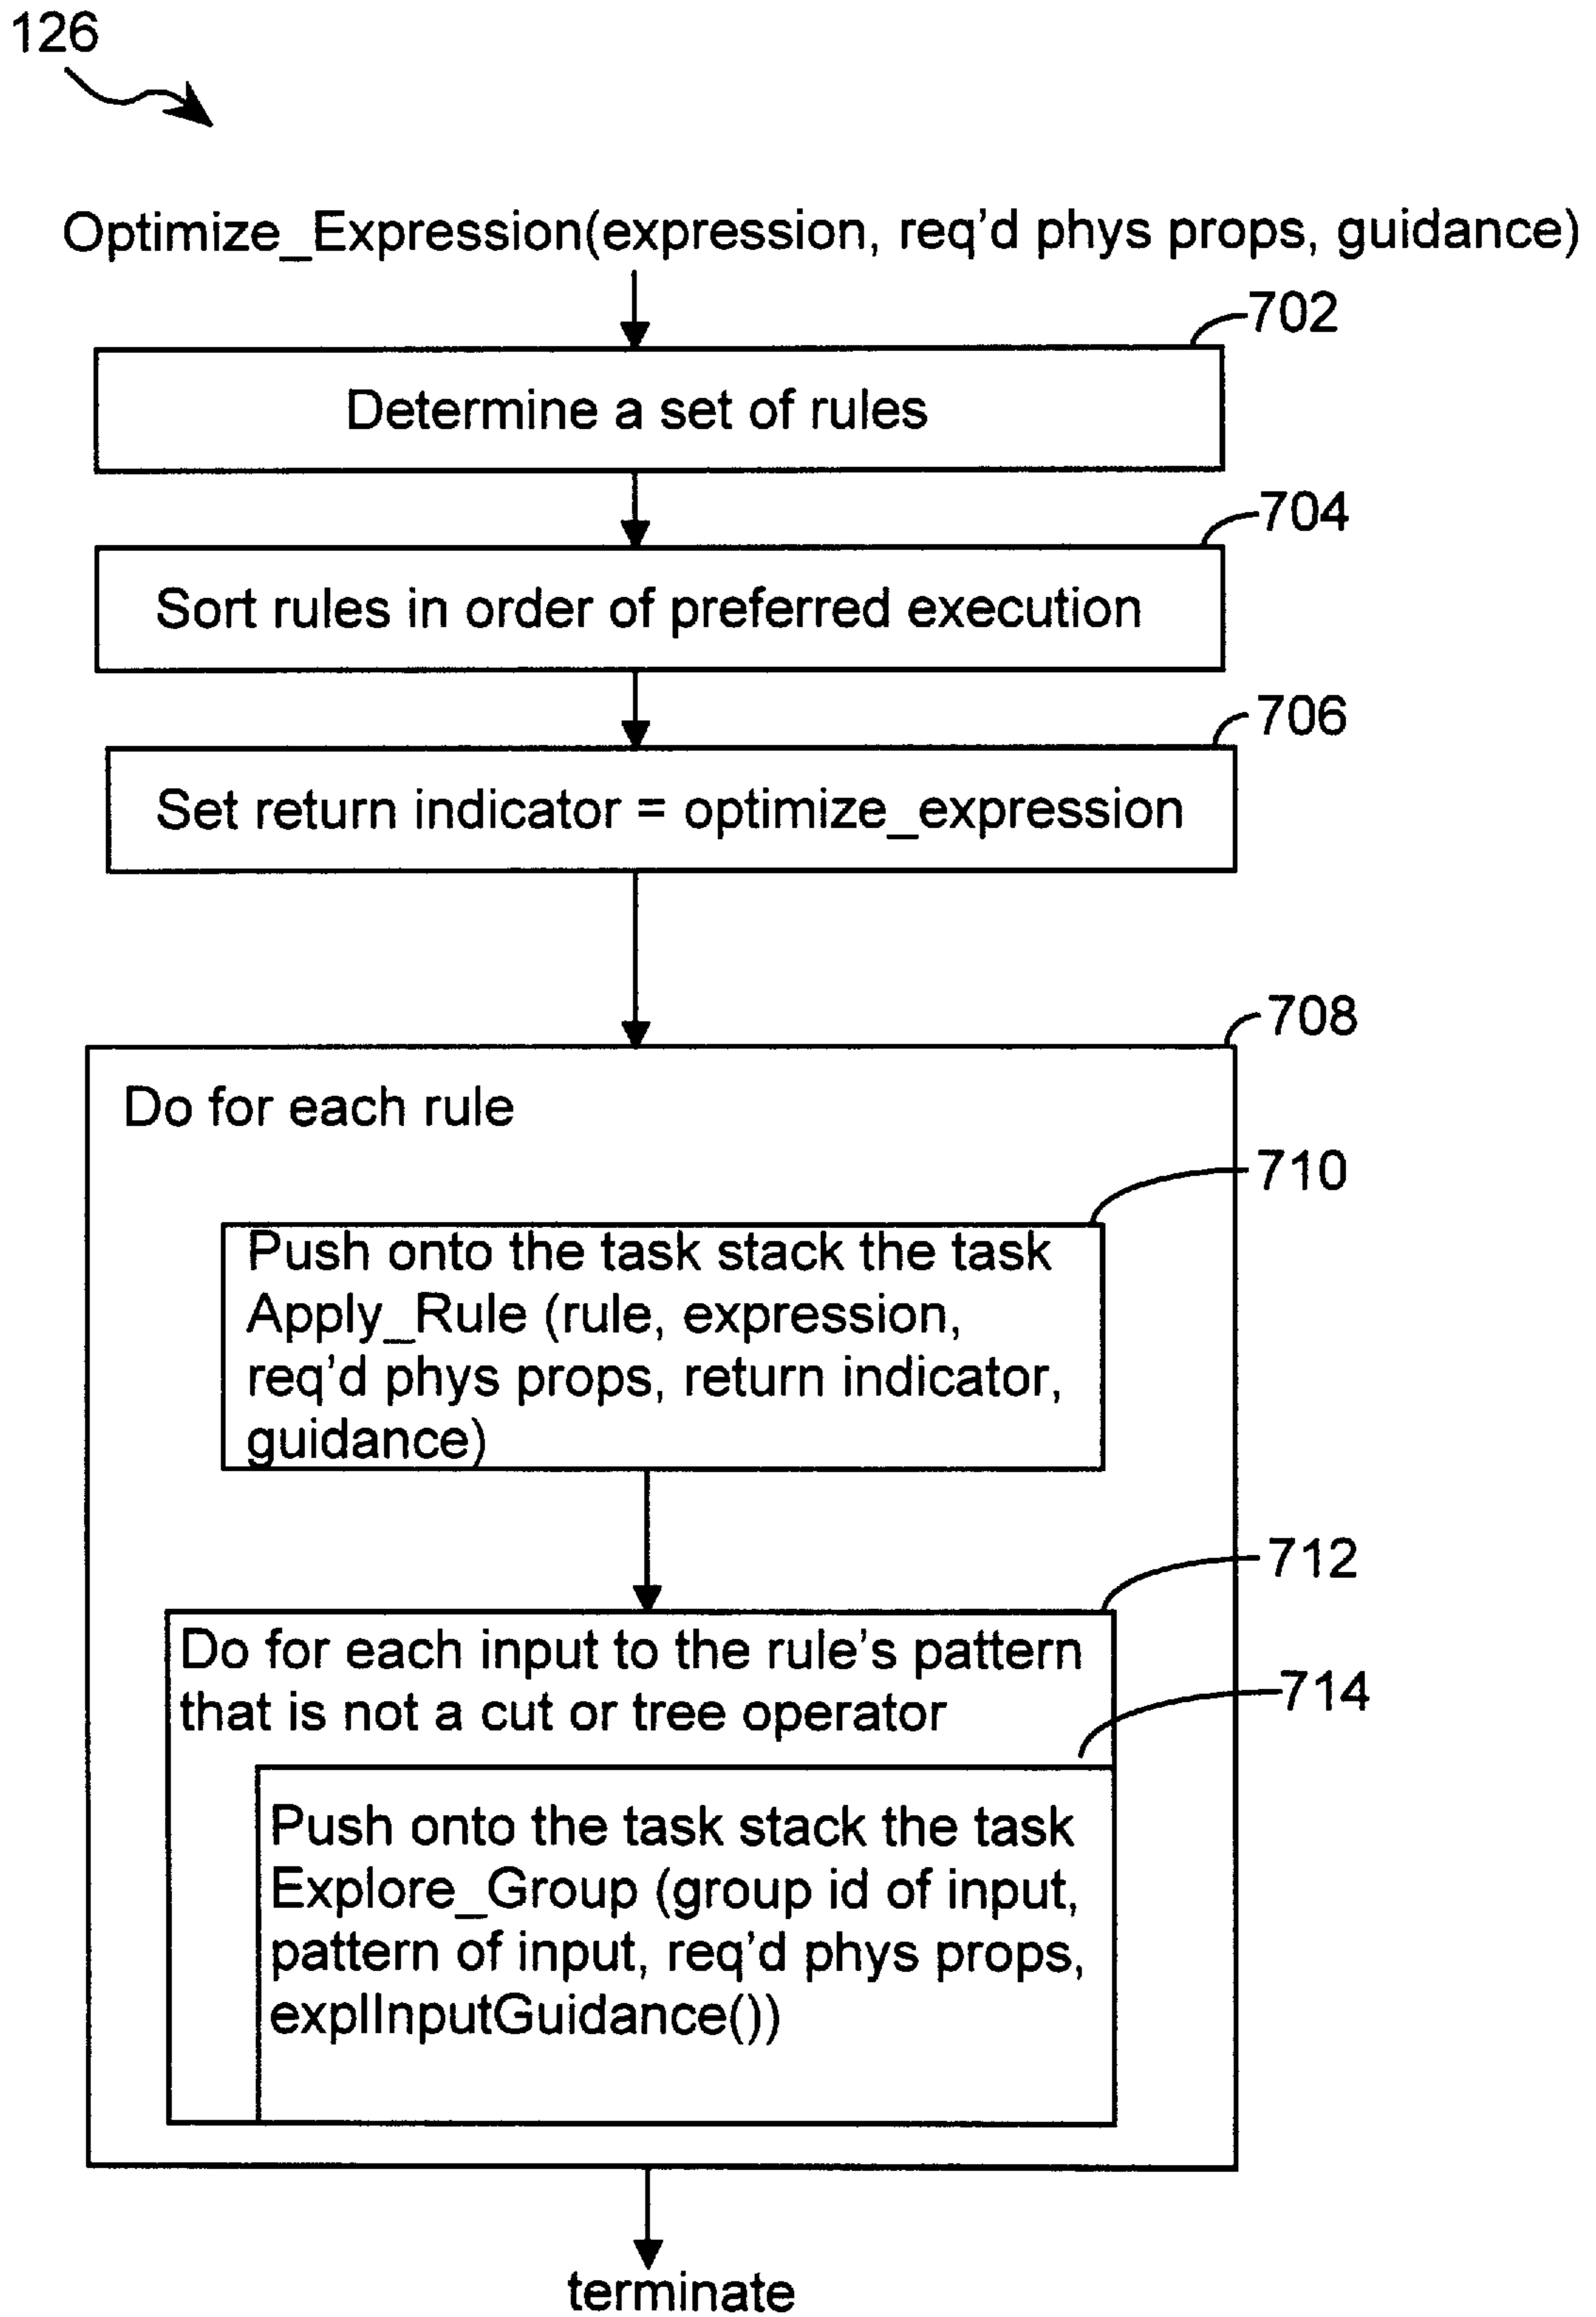 126
Optimize_Expression(expression, req'd phys props, guidance)
702
Determine a set of rules
704
Sort rules in order of preferred execution
706
Set return indicator = optimize_expression
708
Do for each rule
710
Push onto the task stack the task
Apply_Rule (rule, expression,
req'd phys props, return indicator,
guidance)
712
Do for each input to the rule's pattern
that is not a cut or tree operator
714
Push onto the task stack the task
Explore_Group (group id of input,
pattern of input, req'd phys props,
explInputGuidance())
terminate